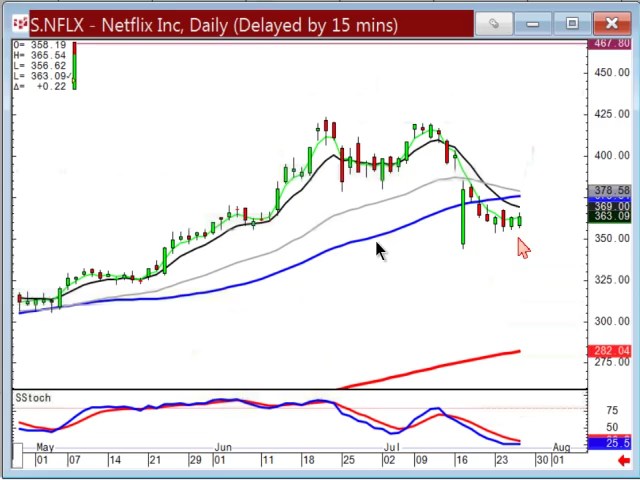 S.NFLX - Netflix Inc, Daily (Delayed by 15 mins)
O= 358.19
H= 365.54
L= 356.62
L= 363.09
Δ= +0.22
467.80
450.00
425.00
400.00
378.58
369.00
363.09
350.00
325.00
300.00
282.04
275.00
SStoch
75
50
25.5
May Jun Jul Aug
01 07 14 21 29 01 11 18 25 02 09 16 23 30 01